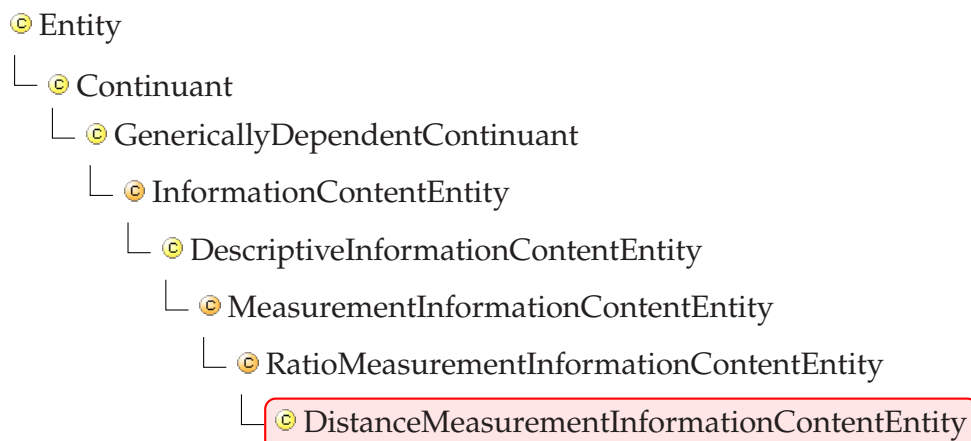 C Entity
C Continuant
C GenericallyDependentContinuant
C InformationContentEntity
C DescriptiveInformationContentEntity
C MeasurementInformationContentEntity
C RatioMeasurementInformationContentEntity
C DistanceMeasurementInformationContentEntity